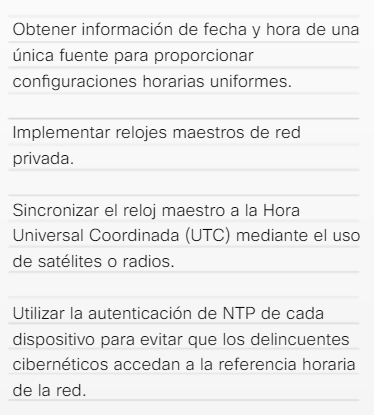 Obtener información de fecha y hora de una
única fuente para proporcionar
configuraciones horarias uniformes.
Implementar relojes maestros de red
privada.
Sincronizar el reloj maestro a la Hora
Universal Coordinada (UTC) mediante el uso
de satélites o radios.
Utilizar la autenticación de NTP de cada
dispositivo para evitar que los delincuentes
cibernéticos accedan a la referencia horaria
de la red.